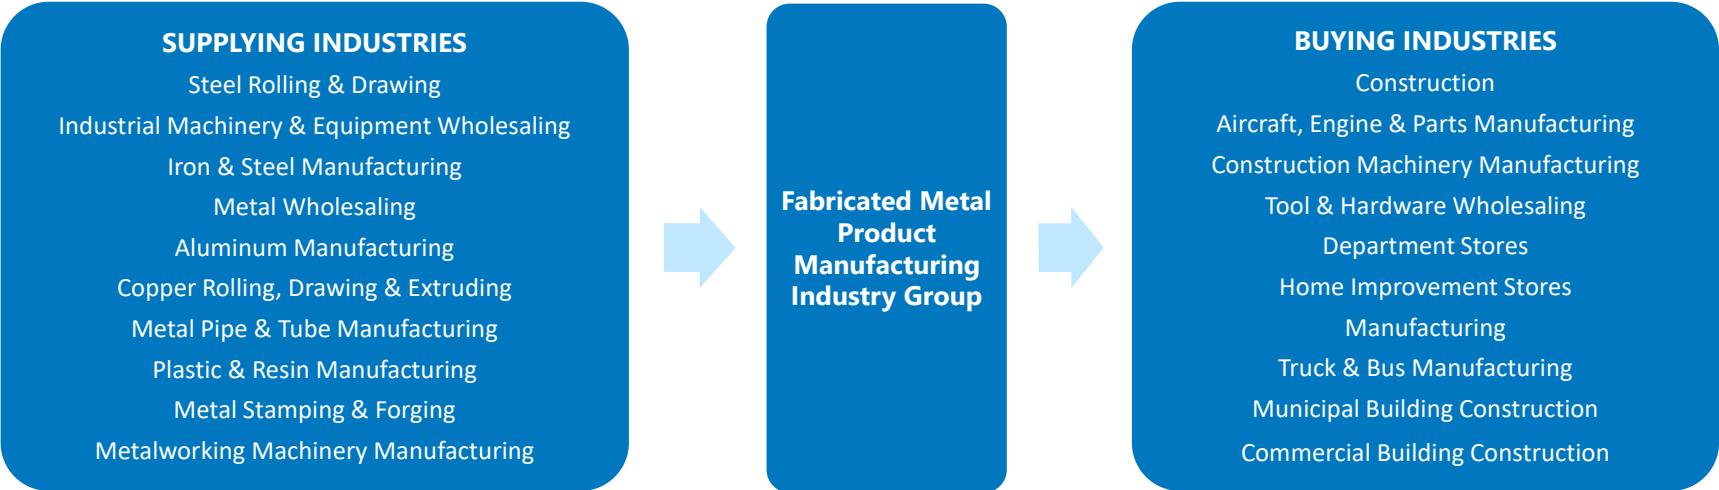 SUPPLYING INDUSTRIES
Steel Rolling & Drawing
Industrial Machinery & Equipment Wholesaling
Iron & Steel Manufacturing
Metal Wholesaling
Aluminum Manufacturing
Copper Rolling, Drawing & Extruding
Metal Pipe & Tube Manufacturing
Plastic & Resin Manufacturing
Metal Stamping & Forging
Metalworking Machinery Manufacturing
Fabricated Metal
Product
Manufacturing
Industry Group
BUYING INDUSTRIES
Construction
Aircraft, Engine & Parts Manufacturing
Construction Machinery Manufacturing
Tool & Hardware Wholesaling
Department Stores
Home Improvement Stores
Manufacturing
Truck & Bus Manufacturing
Municipal Building Construction
Commercial Building Construction